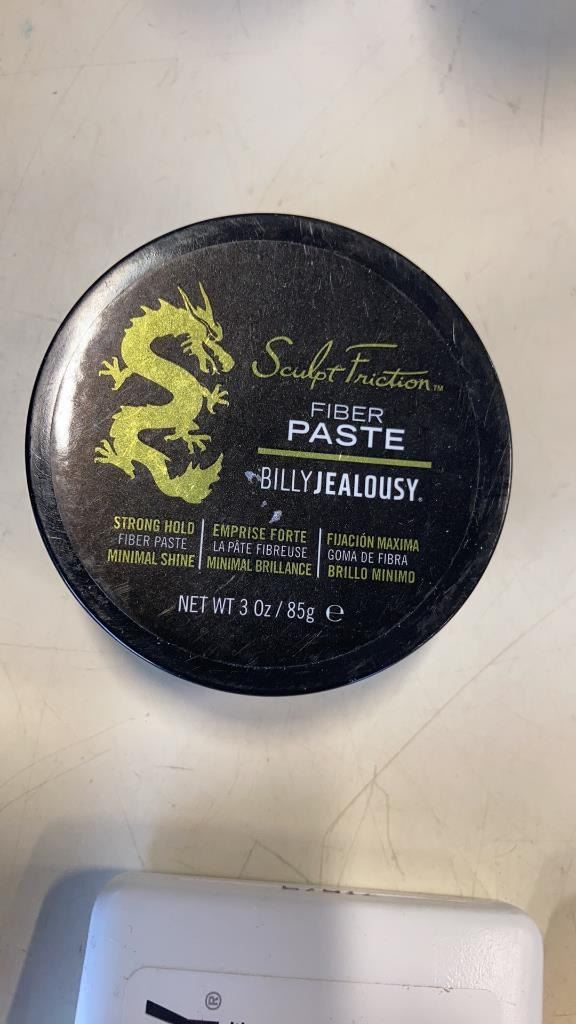 Sculpt Friction™
FIBER
PASTE
BILLYJEALOUSY®
STRONG HOLD
FIBER PASTE
MINIMAL SHINE
EMPRISE FORTE
LA PÂTE FIBREUSE
MINIMAL BRILLANCE
FIJACIÓN MAXIMA
GOMA DE FIBRA
BRILLO MINIMO
NET WT 3 Oz / 85g ℮
®